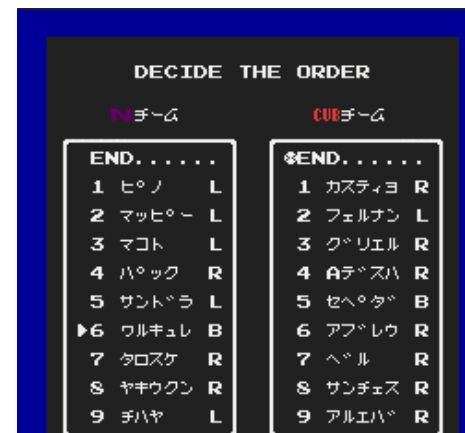 DECIDE THE ORDER
Nチーム
CUBチーム
END......
1 ピノ L
2 マッピー L
3 マコト L
4 パック R
5 サンドラ L
▶6 ワルキュレ B
7 タロスケ R
8 ヤキウクン R
9 チハヤ L
END......
1 カスティヨ R
2 フェルナン L
3 グリエル R
4 Aデスパ R
5 セペダ B
6 アブレウ R
7 ベル R
8 サンチェス R
9 アルエバ R